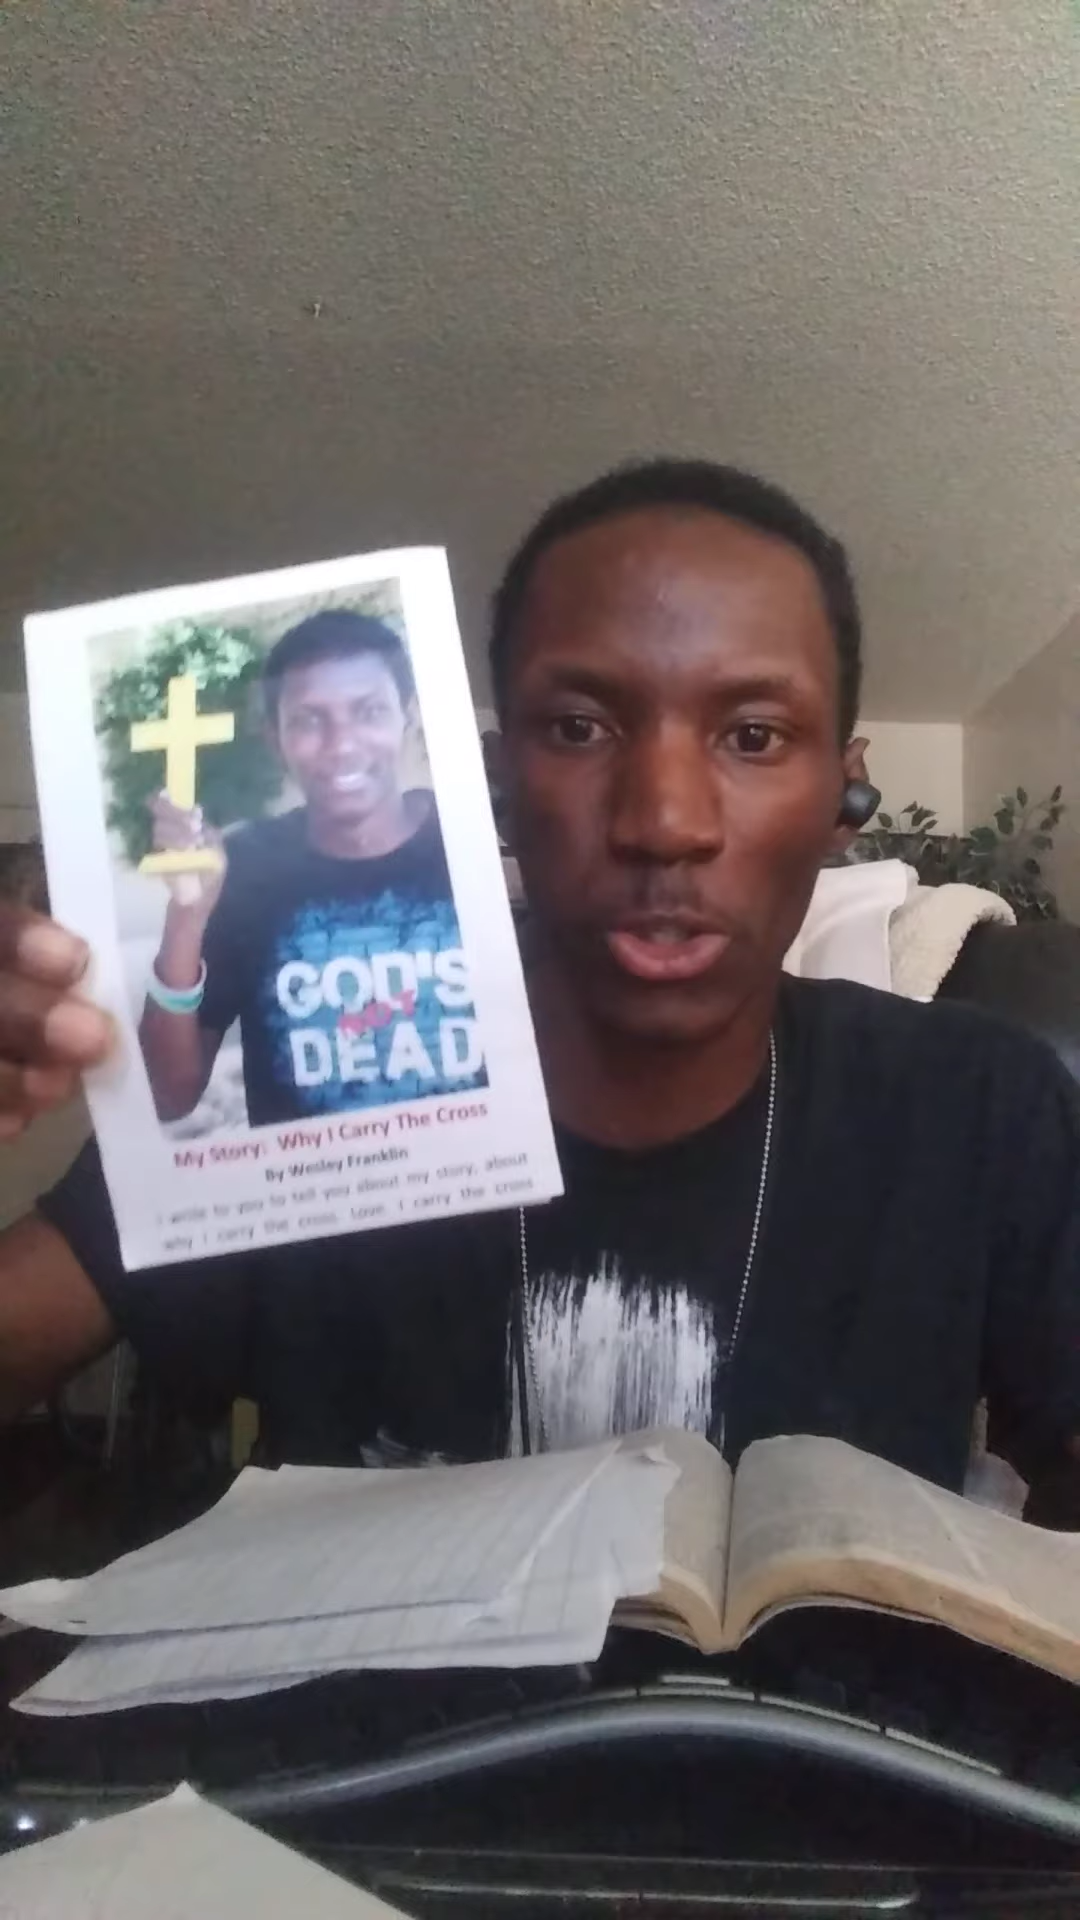 GOD'S
NOT
DEAD
My Story: Why I Carry The Cross
By Wesley Franklin
I write to you to tell you about my story, about
why I carry the cross. Love. I carry the cross